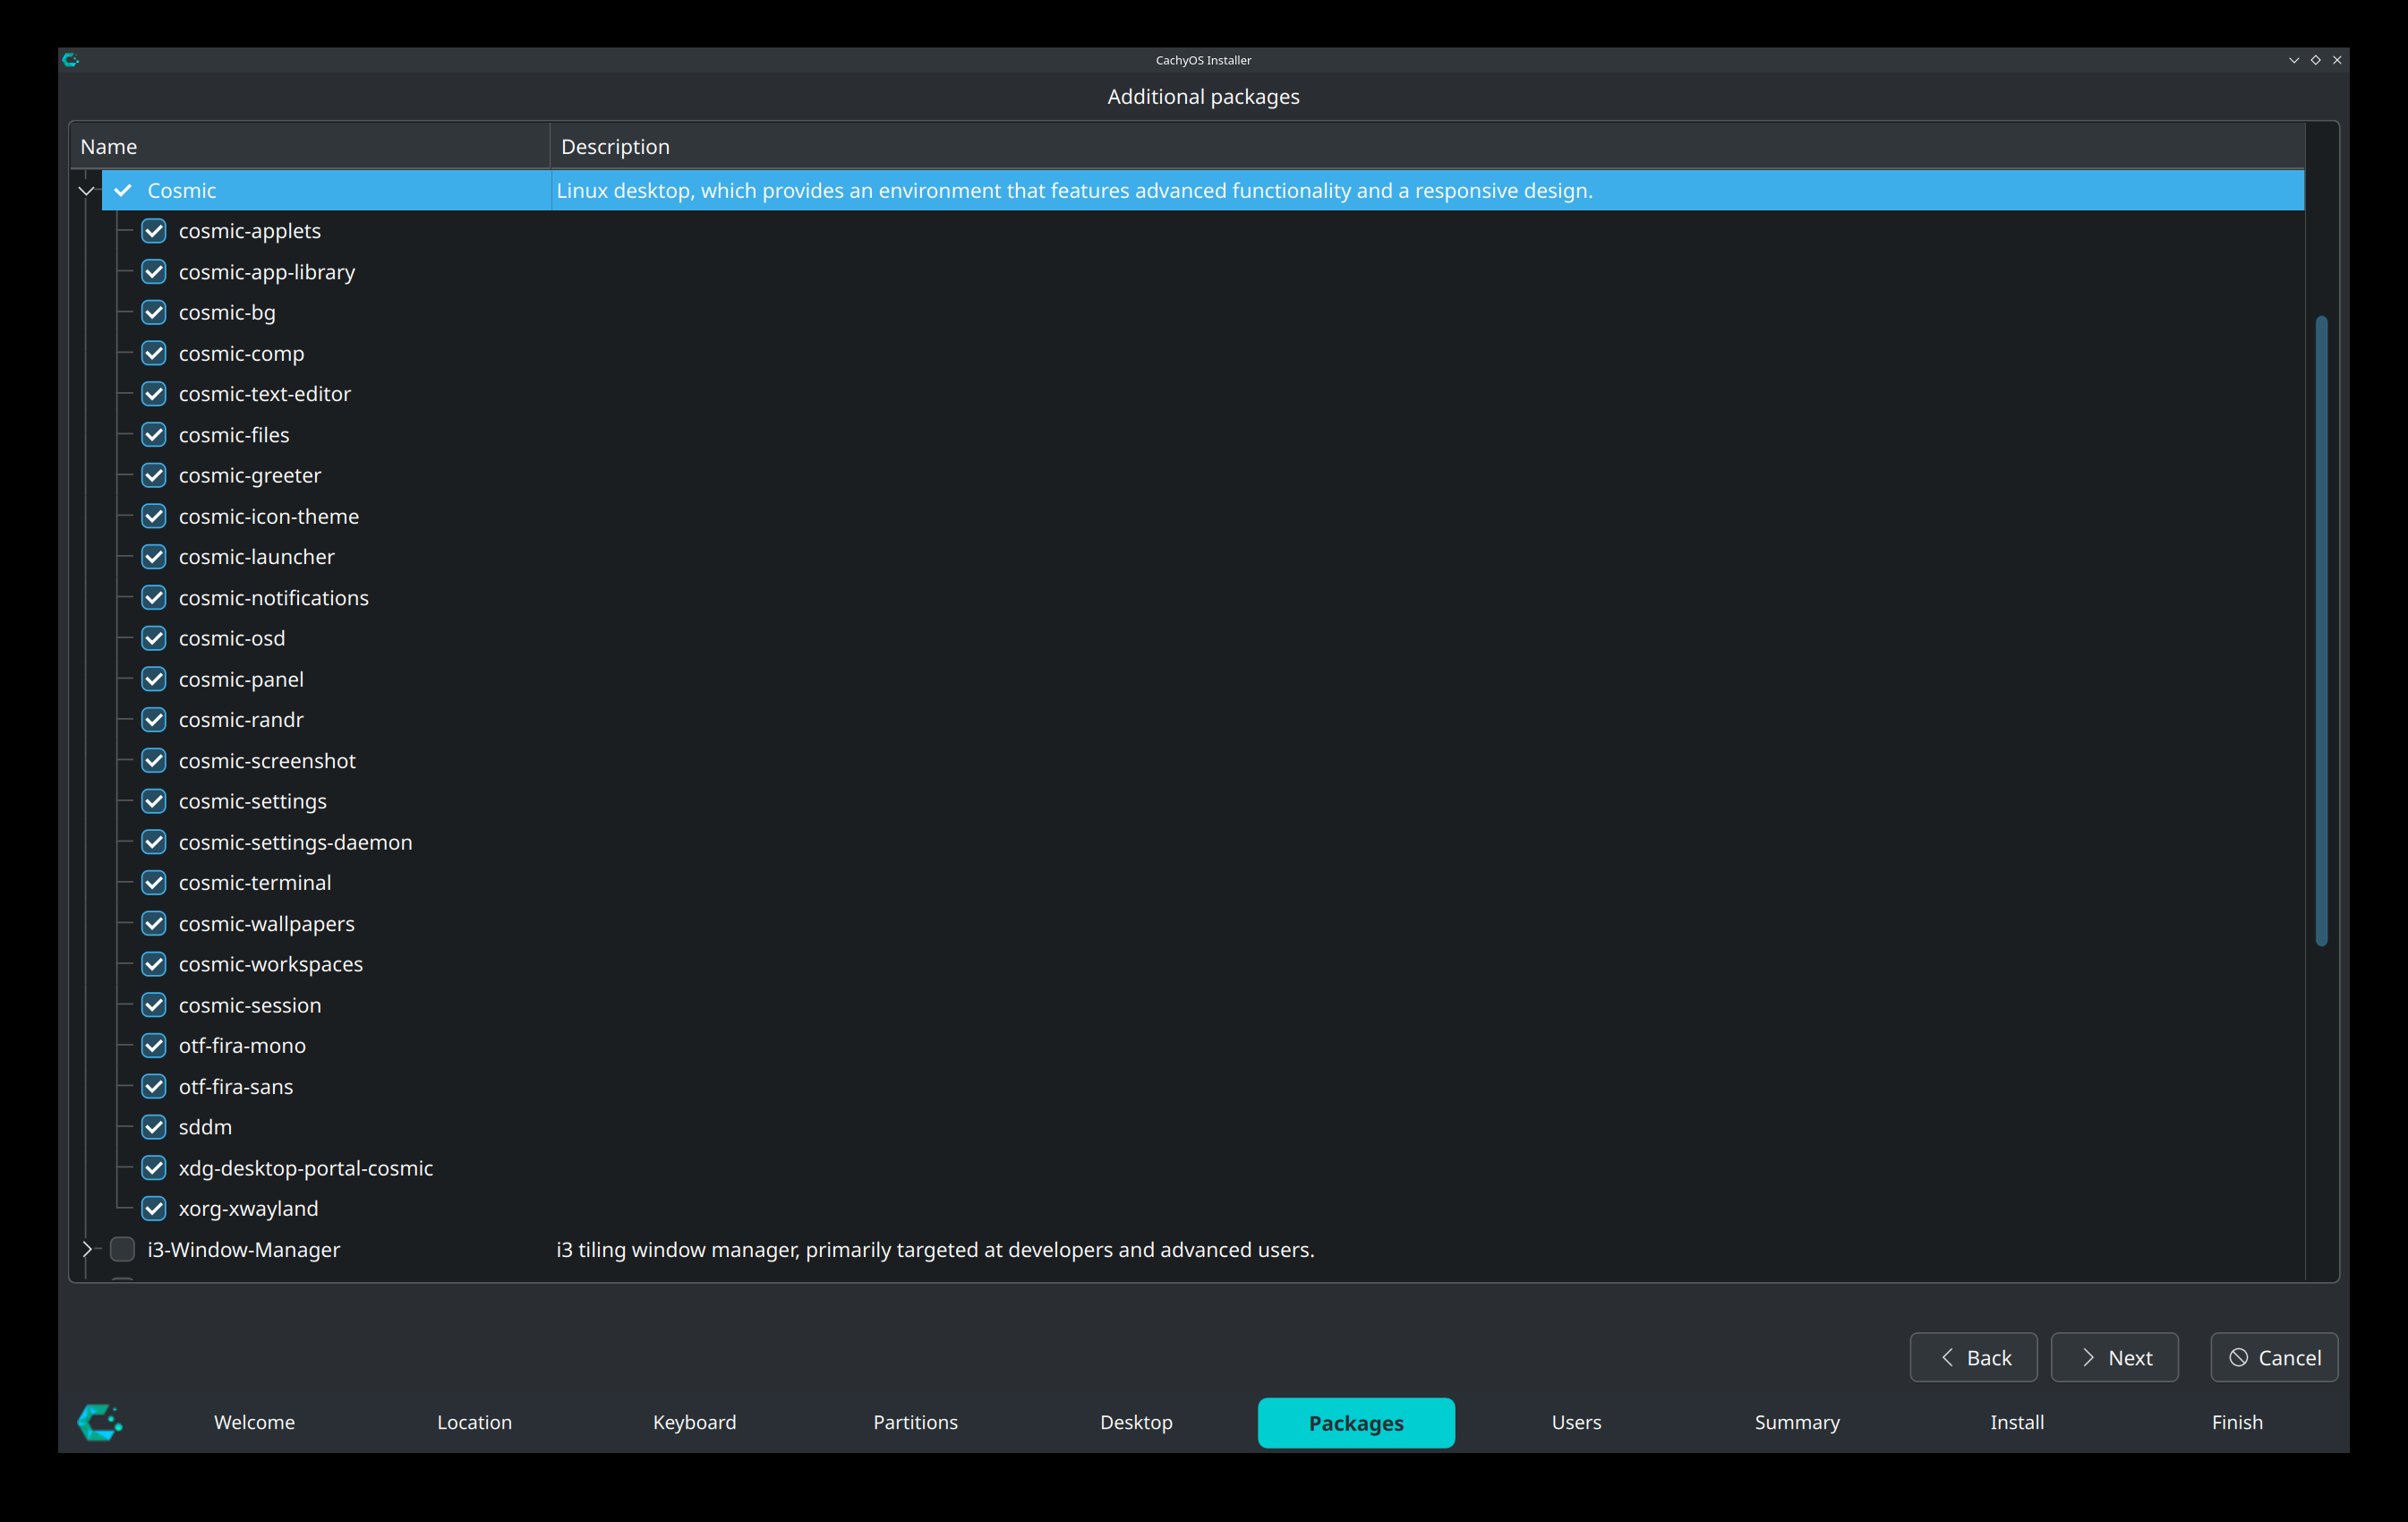 CachyOS Installer
Additional packages
Name Description
Cosmic Linux desktop, which provides an environment that features advanced functionality and a responsive design.
cosmic-applets
cosmic-app-library
cosmic-bg
cosmic-comp
cosmic-text-editor
cosmic-files
cosmic-greeter
cosmic-icon-theme
cosmic-launcher
cosmic-notifications
cosmic-osd
cosmic-panel
cosmic-randr
cosmic-screenshot
cosmic-settings
cosmic-settings-daemon
cosmic-terminal
cosmic-wallpapers
cosmic-workspaces
cosmic-session
otf-fira-mono
otf-fira-sans
sddm
xdg-desktop-portal-cosmic
xorg-xwayland
i3-Window-Manager i3 tiling window manager, primarily targeted at developers and advanced users.
Back Next Cancel
Welcome Location Keyboard Partitions Desktop Packages Users Summary Install Finish